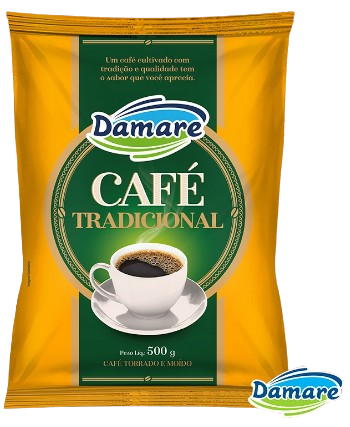 Um café cultivado com
tradição e qualidade tem
o sabor que você aprecia.
Damare
CAFÉ
TRADICIONAL
Peso Líq.: 500 g
CAFÉ TORRADO E MOÍDO
Damare